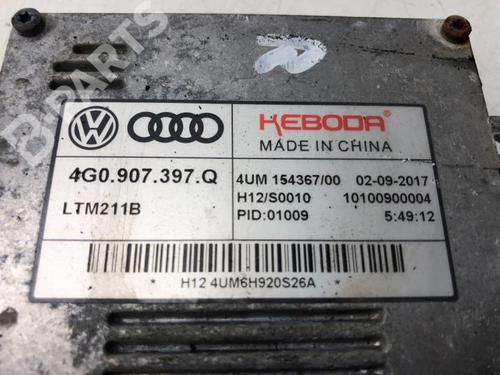 B-PARTS
KEBODA
MADE IN CHINA
4G0.907.397.Q
4UM 154367/00 02-09-2017
LTM211B
H12/S0010 10100900004
PID:01009 5:49:12
* H12 4UM6H920S26A *